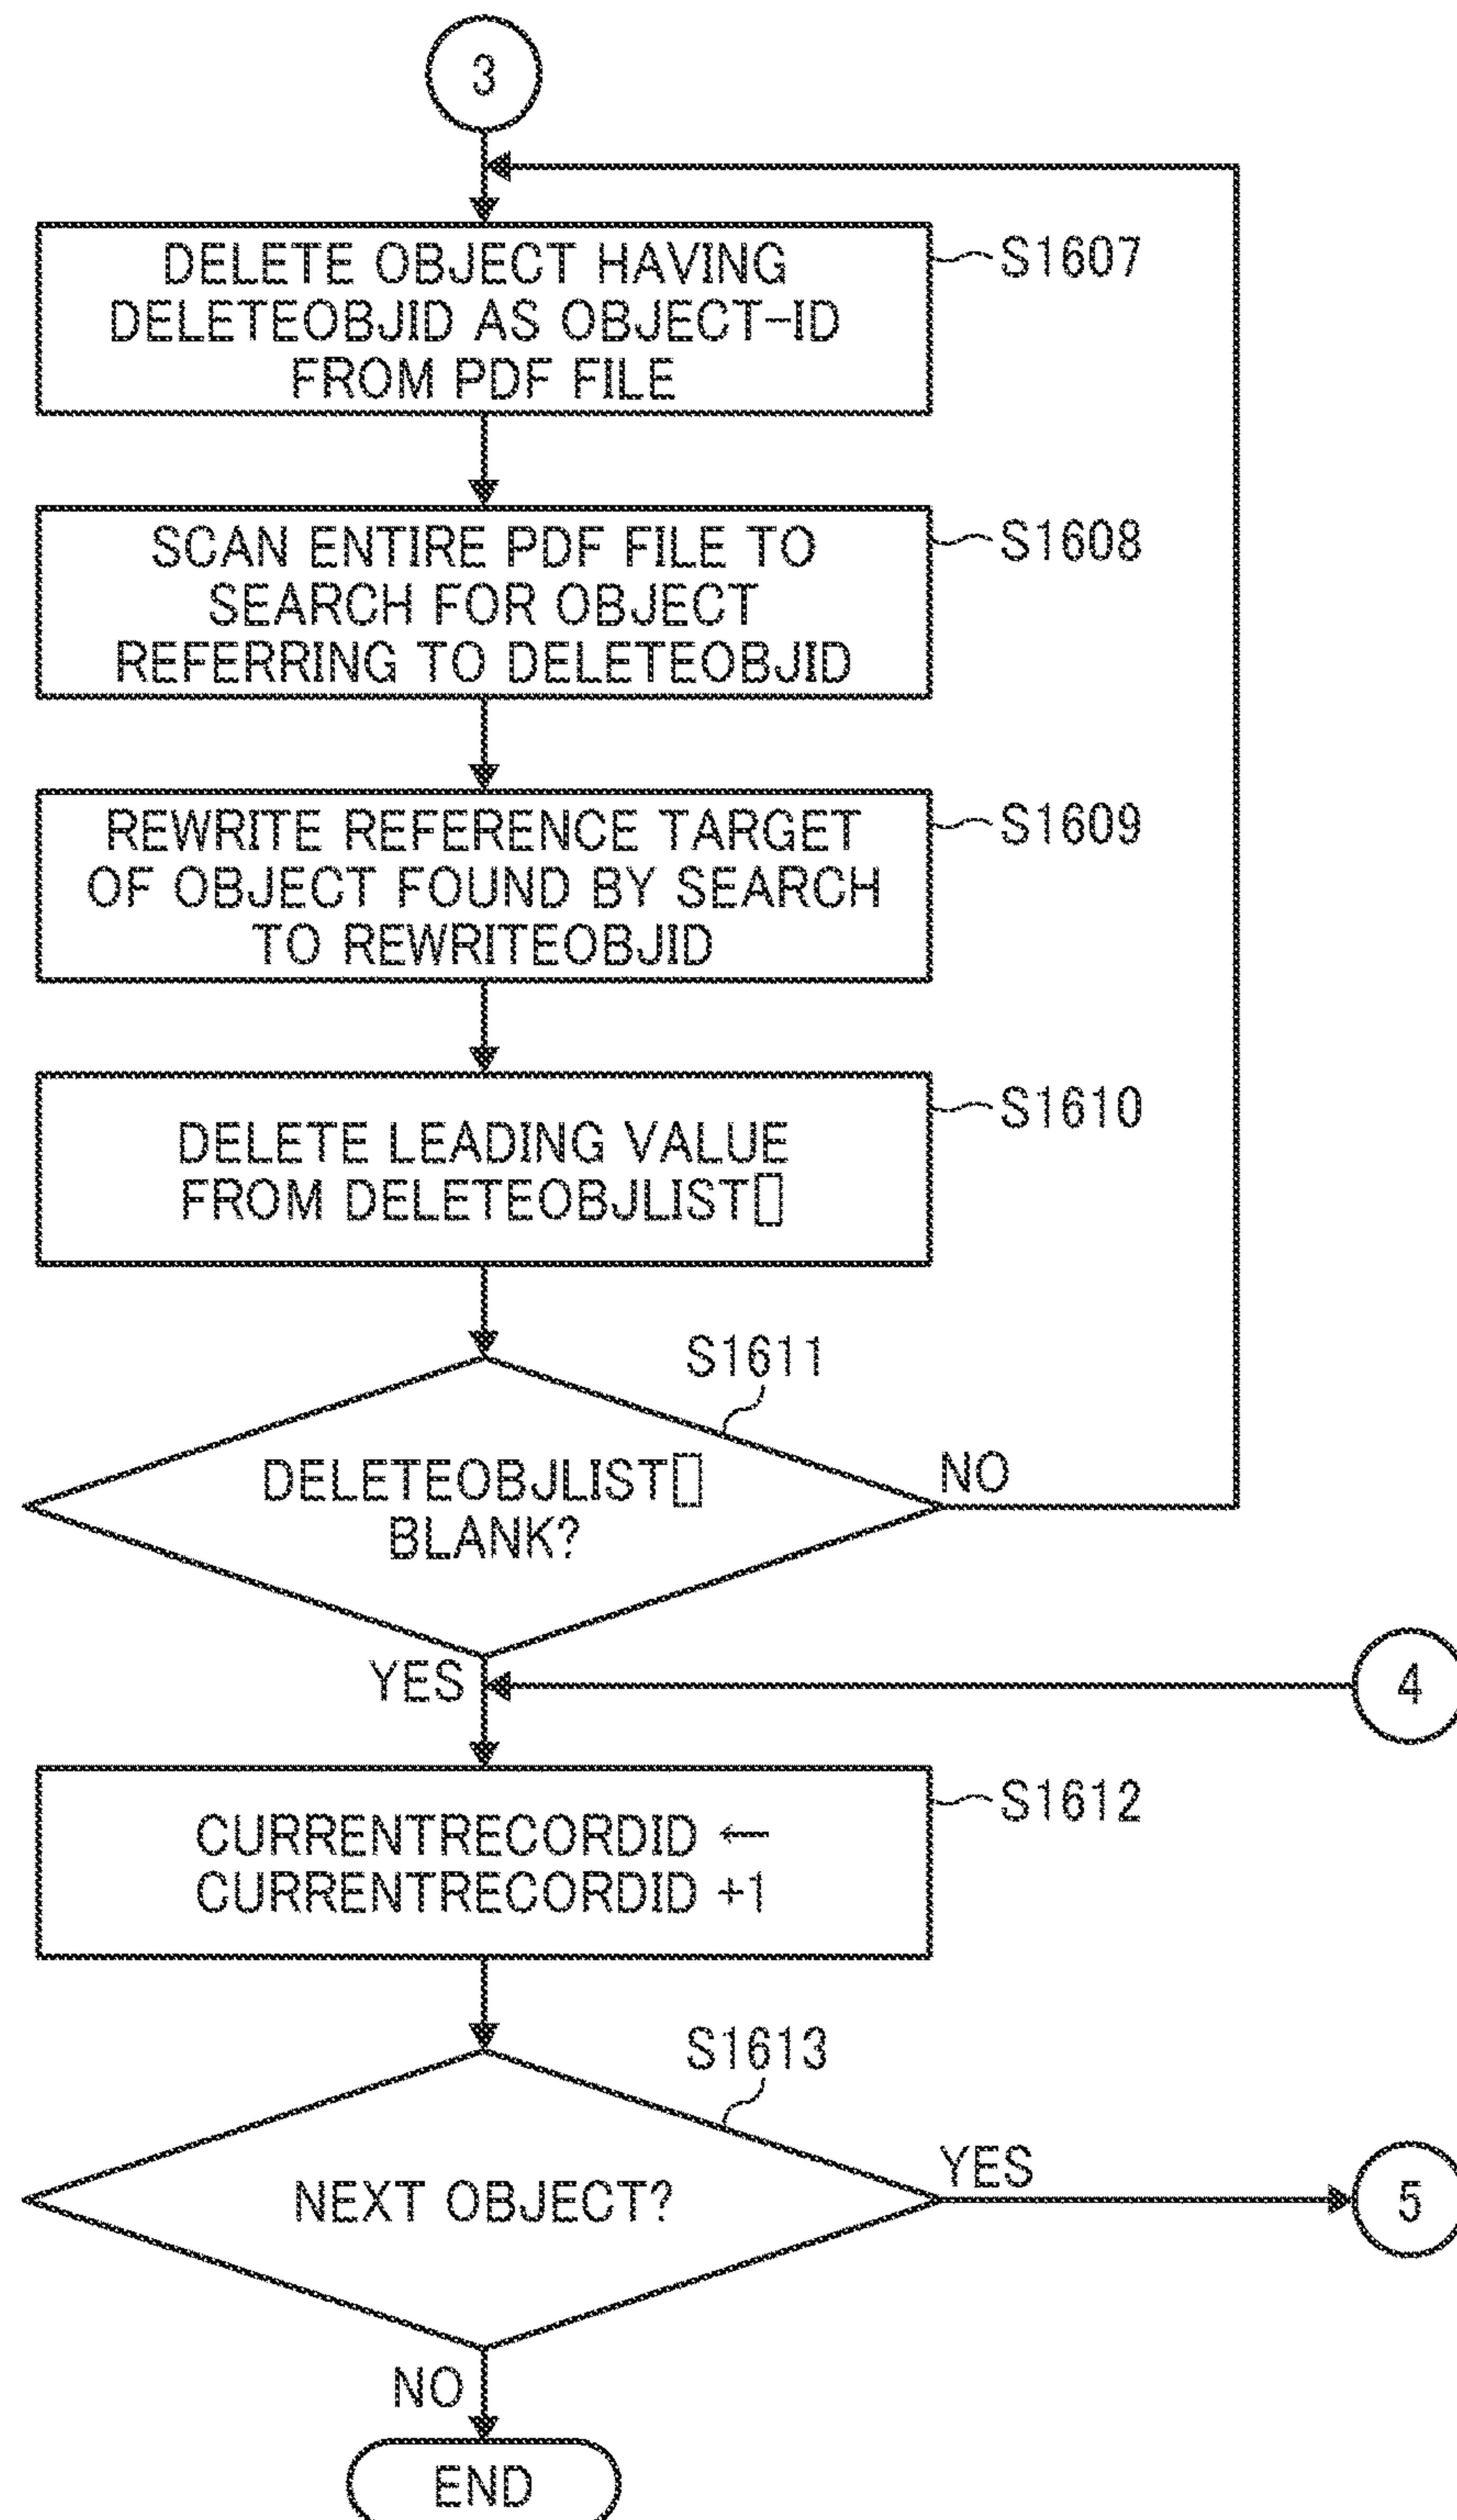 3
DELETE OBJECT HAVING
DELETEOBJID AS OBJECT-ID
FROM PDF FILE
S1607
SCAN ENTIRE PDF FILE TO
SEARCH FOR OBJECT
REFERRING TO DELETEOBJID
S1608
REWRITE REFERENCE TARGET
OF OBJECT FOUND BY SEARCH
TO REWRITEOBJID
S1609
DELETE LEADING VALUE
FROM DELETEOBJLIST[]
S1610
S1611
DELETEOBJLIST[]
BLANK?
NO
YES
4
CURRENTRECORDID ←
CURRENTRECORDID +1
S1612
S1613
NEXT OBJECT?
YES
5
NO
END